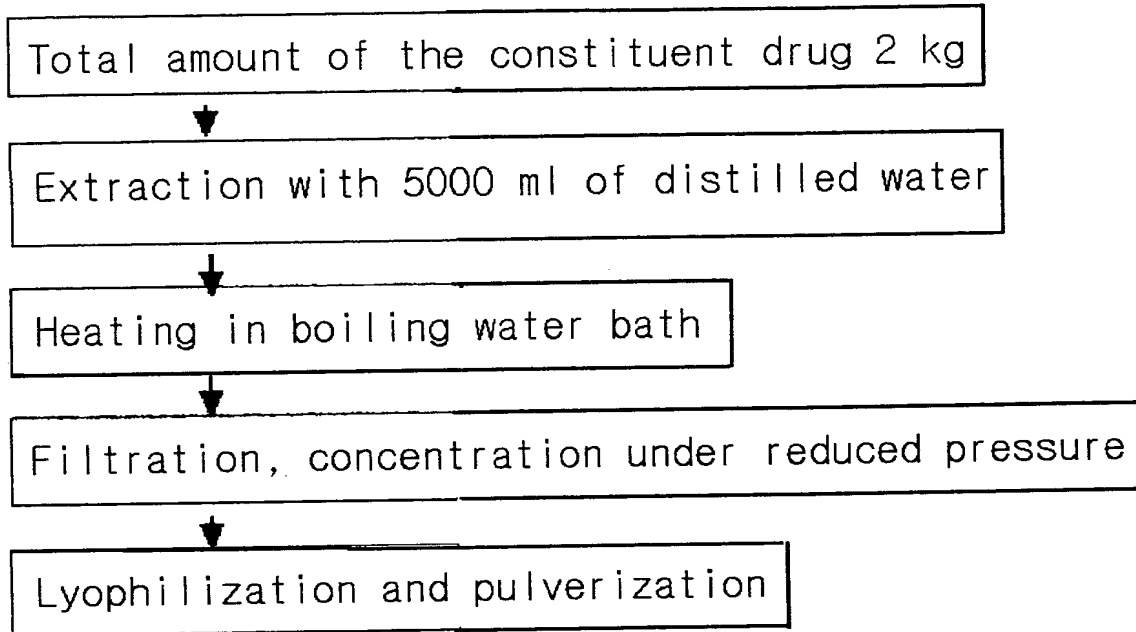 Total amount of the constituent drug 2 kg
Extraction with 5000 ml of distilled water
Heating in boiling water bath
Filtration, concentration under reduced pressure
Lyophilization and pulverization